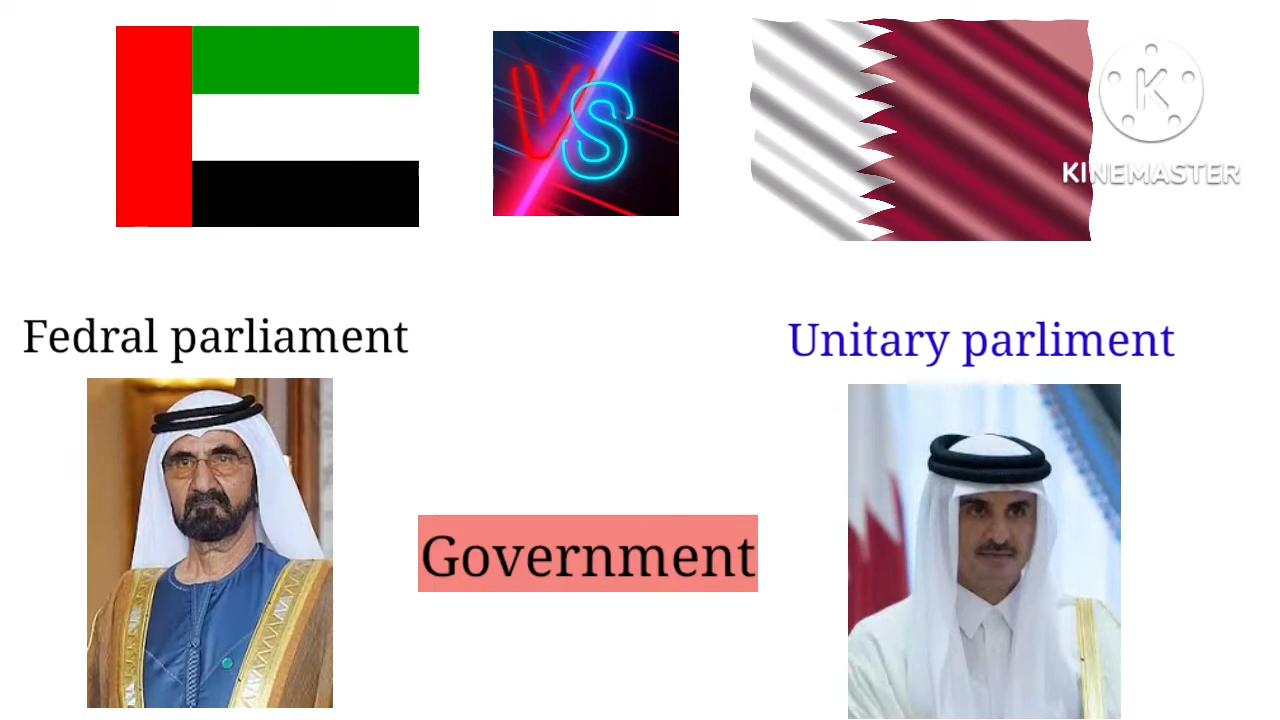 VS
K
KINEMASTER
Fedral parliament
Unitary parliment
Government